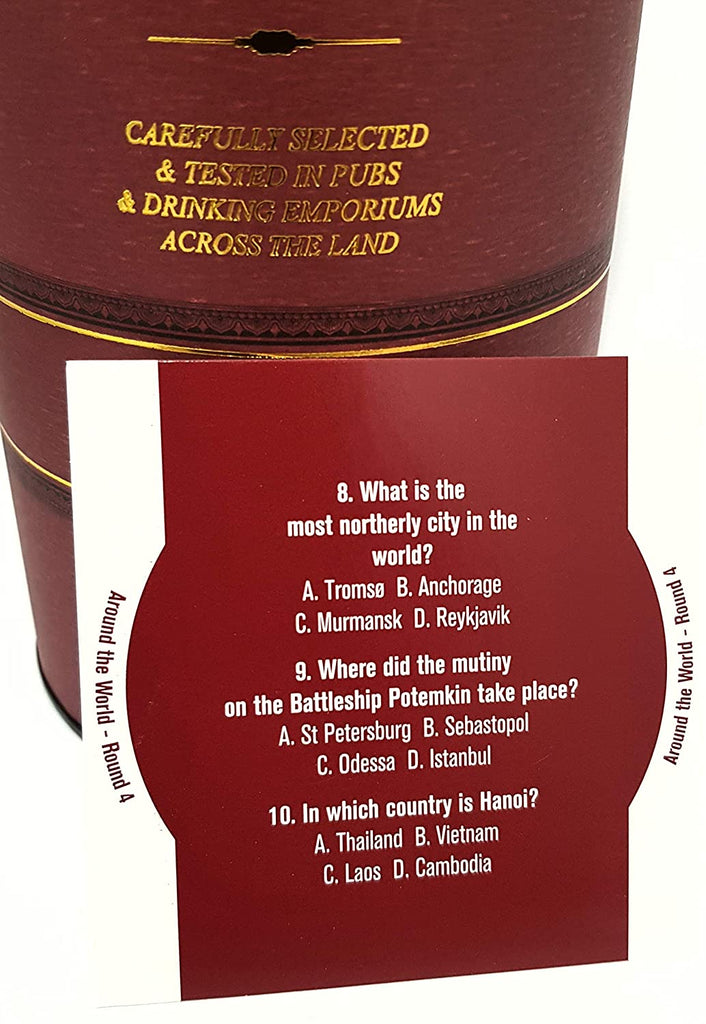 CAREFULLY SELECTED
& TESTED IN PUBS
& DRINKING EMPORIUMS
ACROSS THE LAND
8. What is the
most northerly city in the
world?
A. Tromsø B. Anchorage
C. Murmansk D. Reykjavik
9. Where did the mutiny
on the Battleship Potemkin take place?
A. St Petersburg B. Sebastopol
C. Odessa D. Istanbul
10. In which country is Hanoi?
A. Thailand B. Vietnam
C. Laos D. Cambodia
Around the World - Round 4
Around the World - Round 4